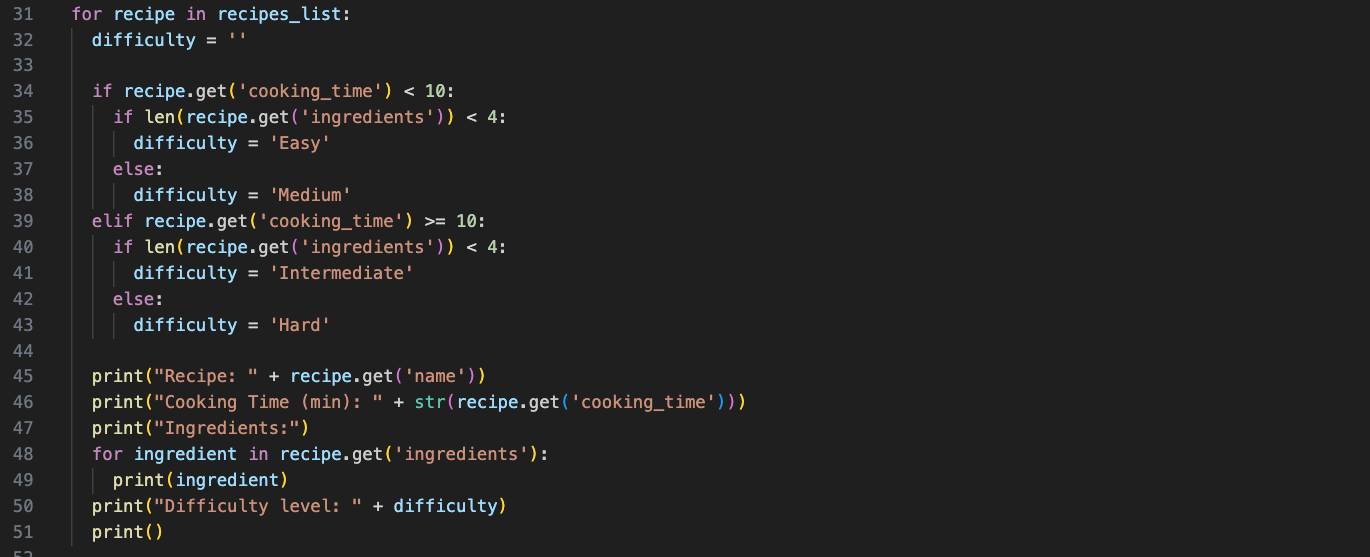 31 for recipe in recipes_list:
32   difficulty = ''
33
34   if recipe.get('cooking_time') < 10:
35     if len(recipe.get('ingredients')) < 4:
36       difficulty = 'Easy'
37     else:
38       difficulty = 'Medium'
39   elif recipe.get('cooking_time') >= 10:
40     if len(recipe.get('ingredients')) < 4:
41       difficulty = 'Intermediate'
42     else:
43       difficulty = 'Hard'
44
45   print("Recipe: " + recipe.get('name'))
46   print("Cooking Time (min): " + str(recipe.get('cooking_time')))
47   print("Ingredients:")
48   for ingredient in recipe.get('ingredients'):
49     print(ingredient)
50   print("Difficulty level: " + difficulty)
51   print()
52